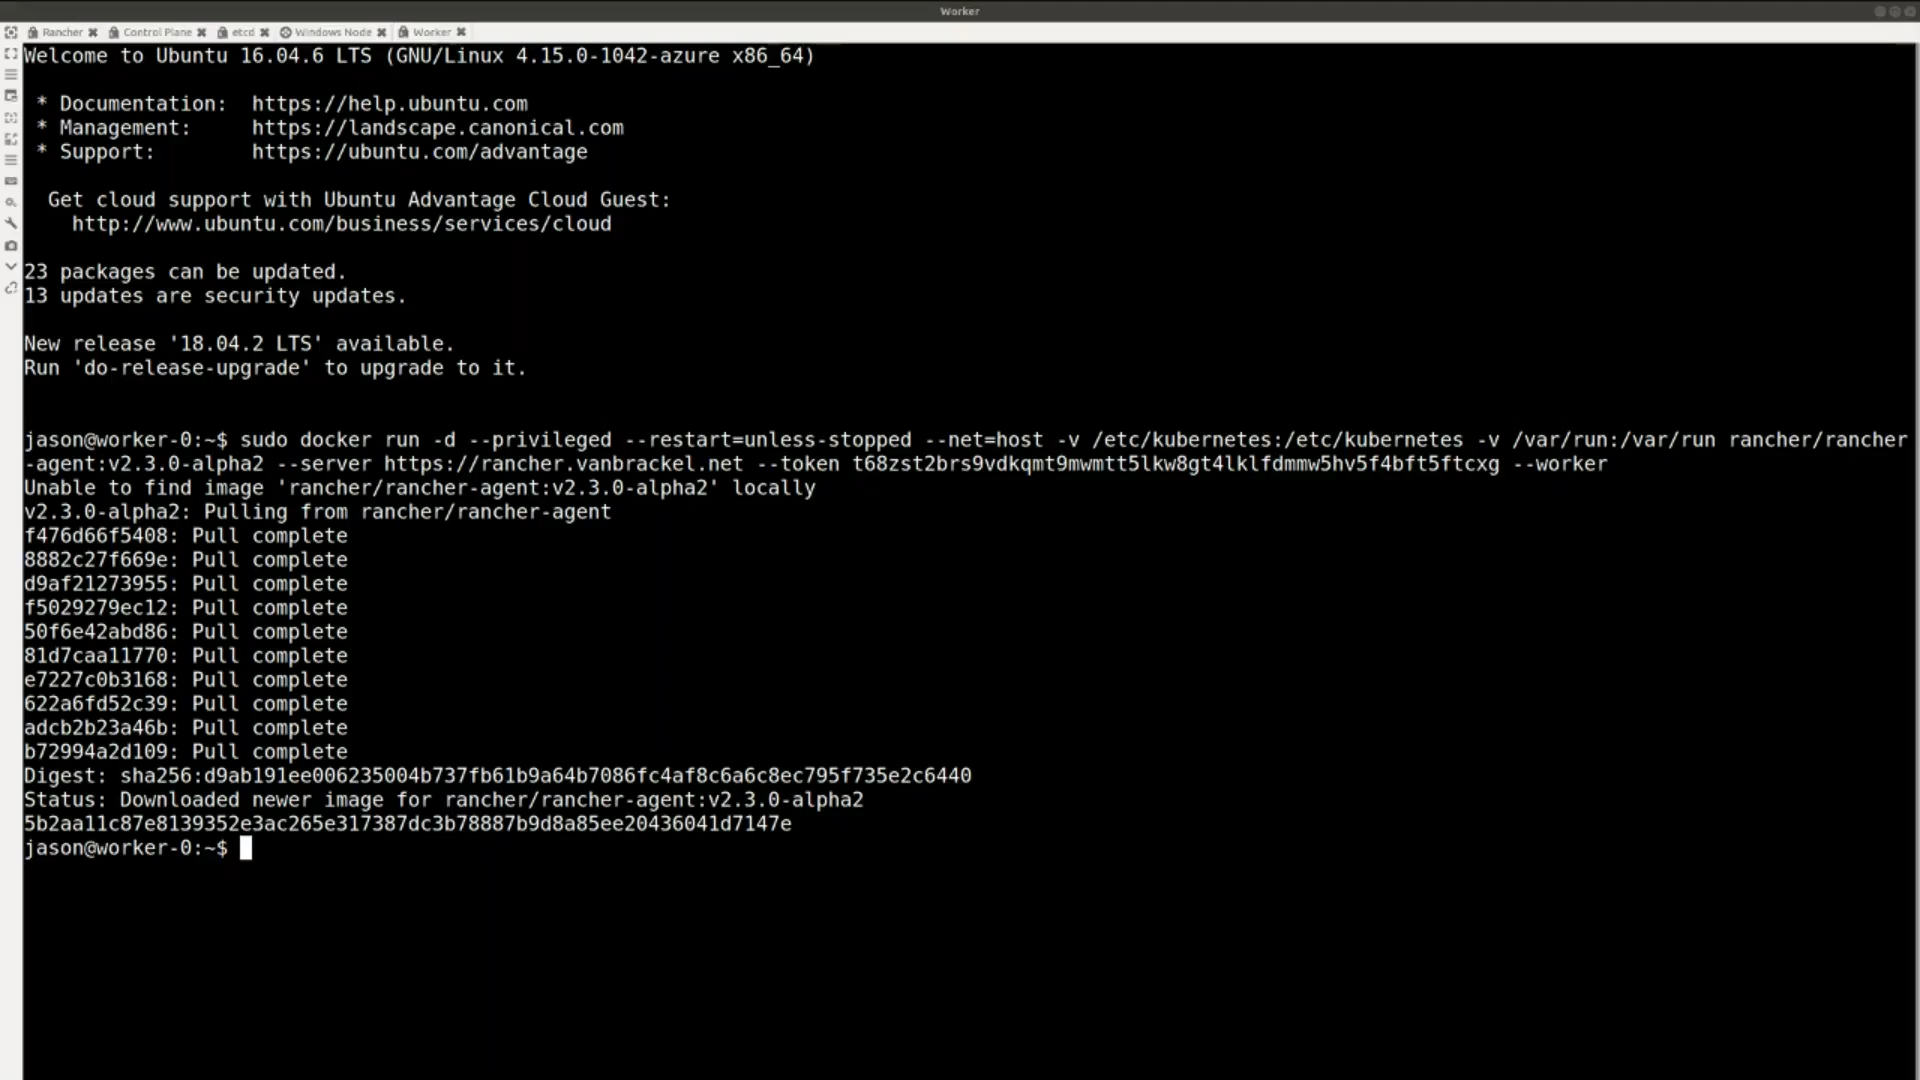 Worker
Rancher
Control Plane
etcd
Windows Node
Worker
Welcome to Ubuntu 16.04.6 LTS (GNU/Linux 4.15.0-1042-azure x86_64)
* Documentation:  https://help.ubuntu.com
* Management:     https://landscape.canonical.com
* Support:        https://ubuntu.com/advantage
Get cloud support with Ubuntu Advantage Cloud Guest:
http://www.ubuntu.com/business/services/cloud
23 packages can be updated.
13 updates are security updates.
New release '18.04.2 LTS' available.
Run 'do-release-upgrade' to upgrade to it.
jason@worker-0:~$ sudo docker run -d --privileged --restart=unless-stopped --net=host -v /etc/kubernetes:/etc/kubernetes -v /var/run:/var/run rancher/rancher
-agent:v2.3.0-alpha2 --server https://rancher.vanbrackel.net --token t68zst2brs9vdkqmt9mwmtt5lkw8gt4lklfdmmw5hv5f4bft5ftcxg --worker
Unable to find image 'rancher/rancher-agent:v2.3.0-alpha2' locally
v2.3.0-alpha2: Pulling from rancher/rancher-agent
f476d66f5408: Pull complete
8882c27f669e: Pull complete
d9af21273955: Pull complete
f5029279ec12: Pull complete
50f6e42abd86: Pull complete
81d7caa11770: Pull complete
e7227c0b3168: Pull complete
622a6fd52c39: Pull complete
adcb2b23a46b: Pull complete
b72994a2d109: Pull complete
Digest: sha256:d9ab191ee006235004b737fb61b9a64b7086fc4af8c6a6c8ec795f735e2c6440
Status: Downloaded newer image for rancher/rancher-agent:v2.3.0-alpha2
5b2aa11c87e8139352e3ac265e317387dc3b78887b9d8a85ee20436041d7147e
jason@worker-0:~$